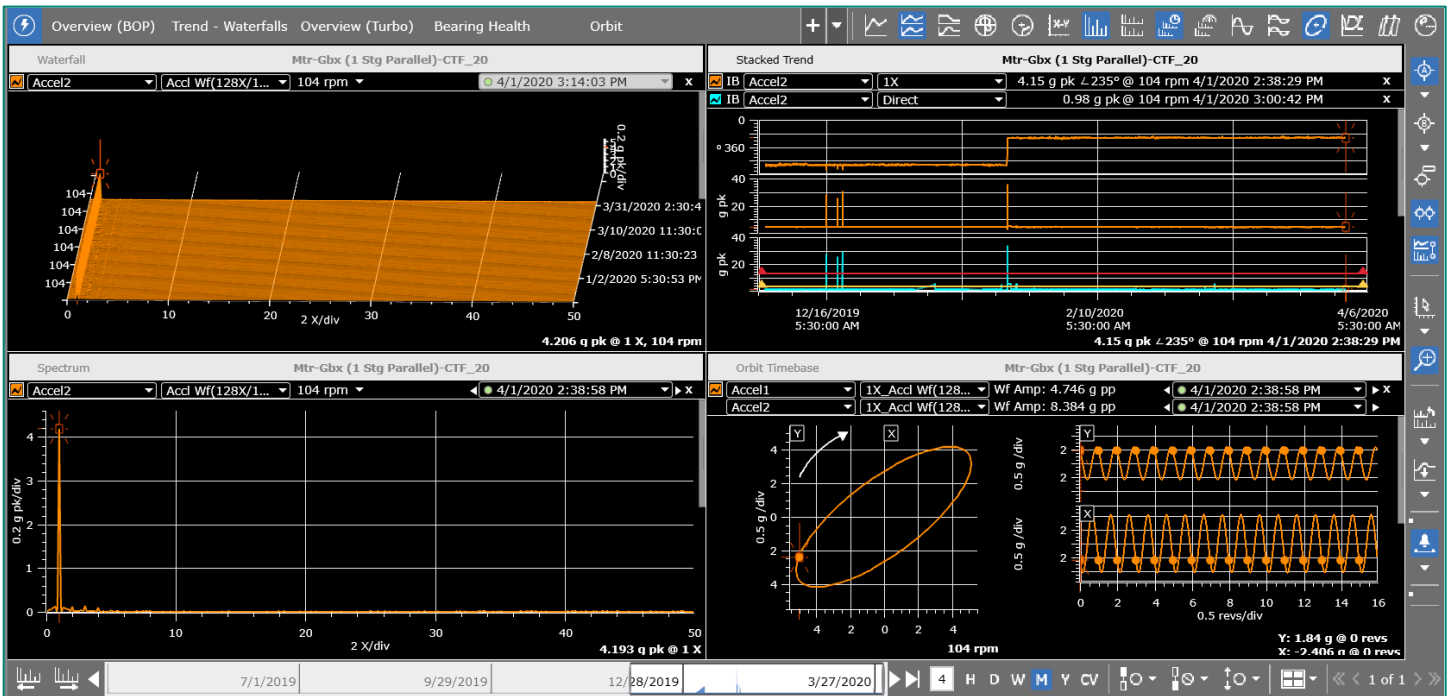 Overview (BOP) Trend - Waterfalls Overview (Turbo) Bearing Health Orbit
Waterfall Mtr-Gbx (1 Stg Parallel)-CTF_20
Accel2 Accl Wf(128X/1... 104 rpm 4/1/2020 3:14:03 PM x
0.2 g pk/div
104
104
104
104
104
104
3/31/2020 2:30:4
3/10/2020 11:30:0
2/8/2020 11:30:23
1/2/2020 5:30:53 PM
0 10 20 30 40 50
2 X/div
4.206 g pk @ 1 X, 104 rpm
Stacked Trend Mtr-Gbx (1 Stg Parallel)-CTF_20
IB Accel2 1X 4.15 g pk ∠235° @ 104 rpm 4/1/2020 2:38:29 PM x
IB Accel2 Direct 0.98 g pk @ 104 rpm 4/1/2020 3:00:42 PM x
0
° 360
40
g pk 20
40
g pk 20
12/16/2019 2/10/2020 4/6/2020
5:30:00 AM 5:30:00 AM 5:30:00 AM
4.15 g pk ∠235° @ 104 rpm 4/1/2020 2:38:29 PM
Spectrum Mtr-Gbx (1 Stg Parallel)-CTF_20
Accel2 Accl Wf(128X/1... 104 rpm 4/1/2020 2:38:58 PM x
4
3
2
1
0
0.2 g pk/div
0 10 20 30 40 50
2 X/div
4.193 g pk @ 1 X
Orbit Timebase Mtr-Gbx (1 Stg Parallel)-CTF_20
Accel1 1X_Accl Wf(128... Wf Amp: 4.746 g pp 4/1/2020 2:38:58 PM x
Accel2 1X_Accl Wf(128... Wf Amp: 8.384 g pp 4/1/2020 2:38:58 PM
Y X
4
2
0
2
4
0.5 g/div
4 2 0 2 4
104 rpm
Y
2
2
0.5 g /div
X
2
2
0.5 g /div
0 2 4 6 8 10 12 14 16
0.5 revs/div
Y: 1.84 g @ 0 revs
X: -2.406 g @ 0 revs
7/1/2019 9/29/2019 12/28/2019 3/27/2020
4 H D W M Y CV 1 of 1